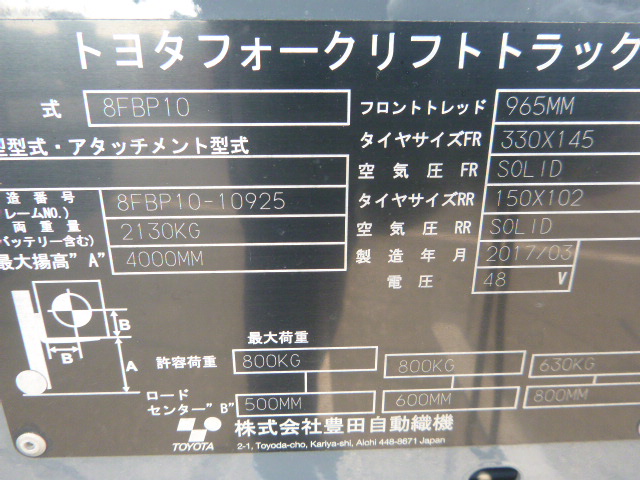 トヨタフォークリフトトラック
式 8FBP10 フロントトレッド 965MM
型式・アタッチメント型式 タイヤサイズFR 330X145
空気圧 FR SOLID
造番号 レームNO.) 8FBP10-10925 タイヤサイズRR 150X102
両重量 バッテリー含む) 2130KG 空気圧 RR SOLID
最大揚高"A" 4000MM 製造年月 2017/03
電圧 48 V
B
B
A
最大荷重
許容荷重 800KG 800KG 630KG
ロードセンター"B" 500MM 600MM 800MM
TOYOTA 株式会社豊田自動織機
2-1, Toyoda-cho, Kariya-shi, Aichi 448-8671 Japan